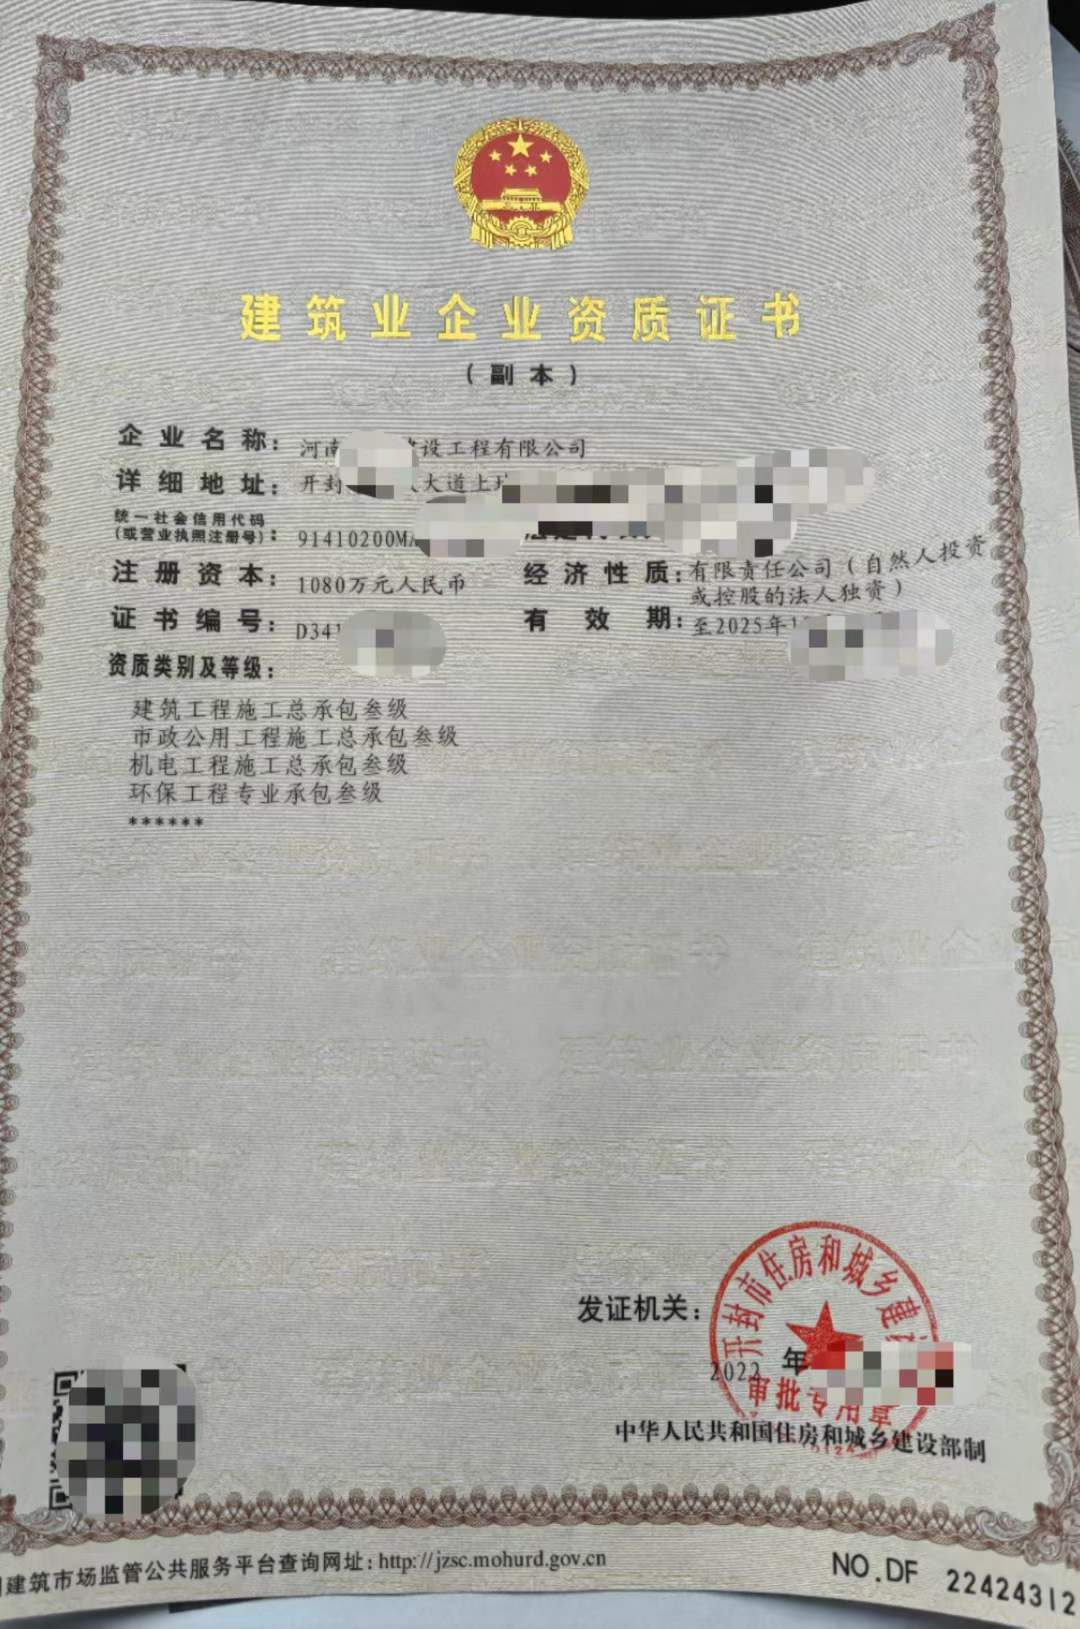 建筑业企业资质证书
（副本）
企业名称：河南 建设工程有限公司
详细地址：开封 大道上
统一社会信用代码
（或营业执照注册号）：91410200MA
注册资本：1080万元人民币
经济性质：有限责任公司（自然人投资
或控股的法人独资）
证书编号：D341
有效期：至2025年1
资质类别及等级：
建筑工程施工总承包叁级
市政公用工程施工总承包叁级
机电工程施工总承包叁级
环保工程专业承包叁级
******
发证机关：
开封市住房和城乡建
2022 年
审批专用章
中华人民共和国住房和城乡建设部制
建筑市场监管公共服务平台查询网址：http://jzsc.mohurd.gov.cn
NO.DF 22424312